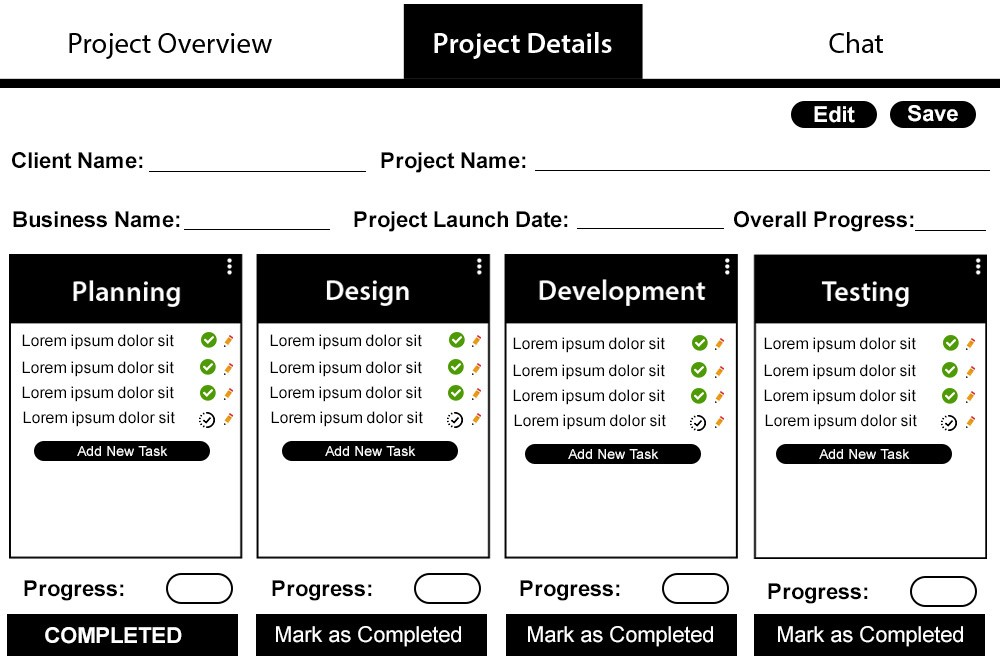 Project Overview Project Details Chat
Edit Save
Client Name: Project Name:
Business Name: Project Launch Date: Overall Progress:
Planning Design Development Testing
Lorem ipsum dolor sit Lorem ipsum dolor sit Lorem ipsum dolor sit Lorem ipsum dolor sit
Lorem ipsum dolor sit Lorem ipsum dolor sit Lorem ipsum dolor sit Lorem ipsum dolor sit
Lorem ipsum dolor sit Lorem ipsum dolor sit Lorem ipsum dolor sit Lorem ipsum dolor sit
Lorem ipsum dolor sit Lorem ipsum dolor sit Lorem ipsum dolor sit Lorem ipsum dolor sit
Add New Task Add New Task Add New Task Add New Task
Progress: Progress: Progress: Progress:
COMPLETED Mark as Completed Mark as Completed Mark as Completed